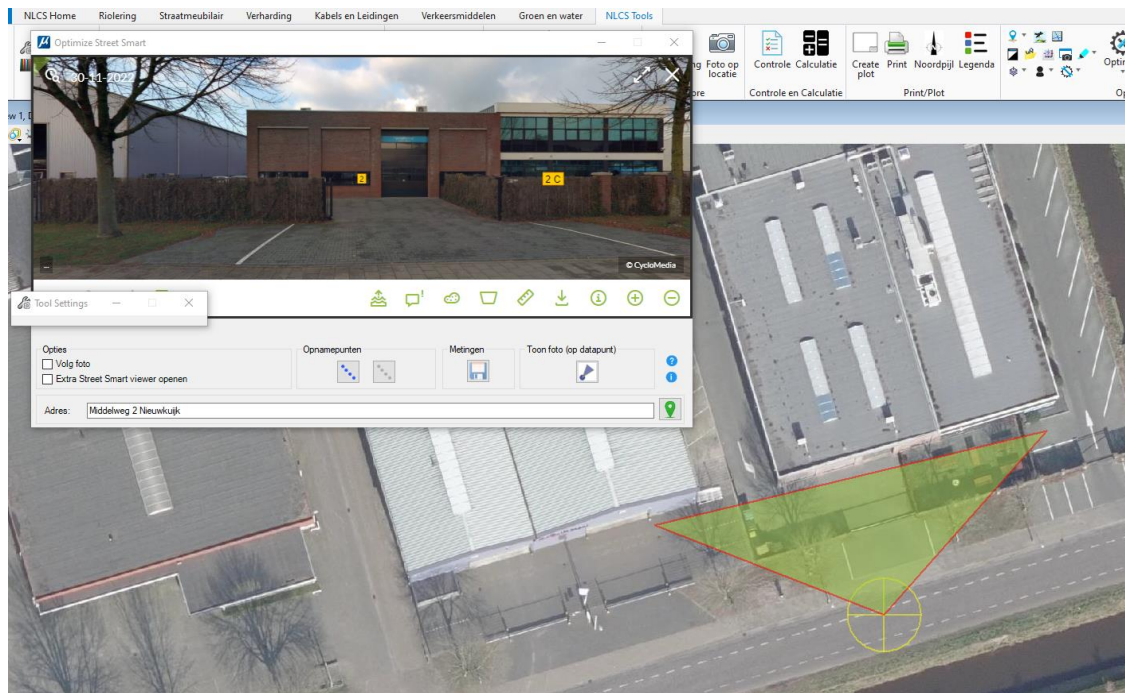 NLCS Home Riolering Straatmeubilair Verharding Kabels en Leidingen Verkeersmiddelen Groen en water NLCS Tools
Optimize Street Smart
Foto op locatie
Controle Calculatie
Create plot
Print Noordpijl Legenda
Controle en Calculatie
Print/Plot
30-11-2022
2
2 C
© CycloMedia
Tool Settings
Opties
Volg foto
Extra Street Smart viewer openen
Opnamepunten
Metingen
Toon foto (op datapunt)
Adres: Middelweg 2 Nieuwkuijk